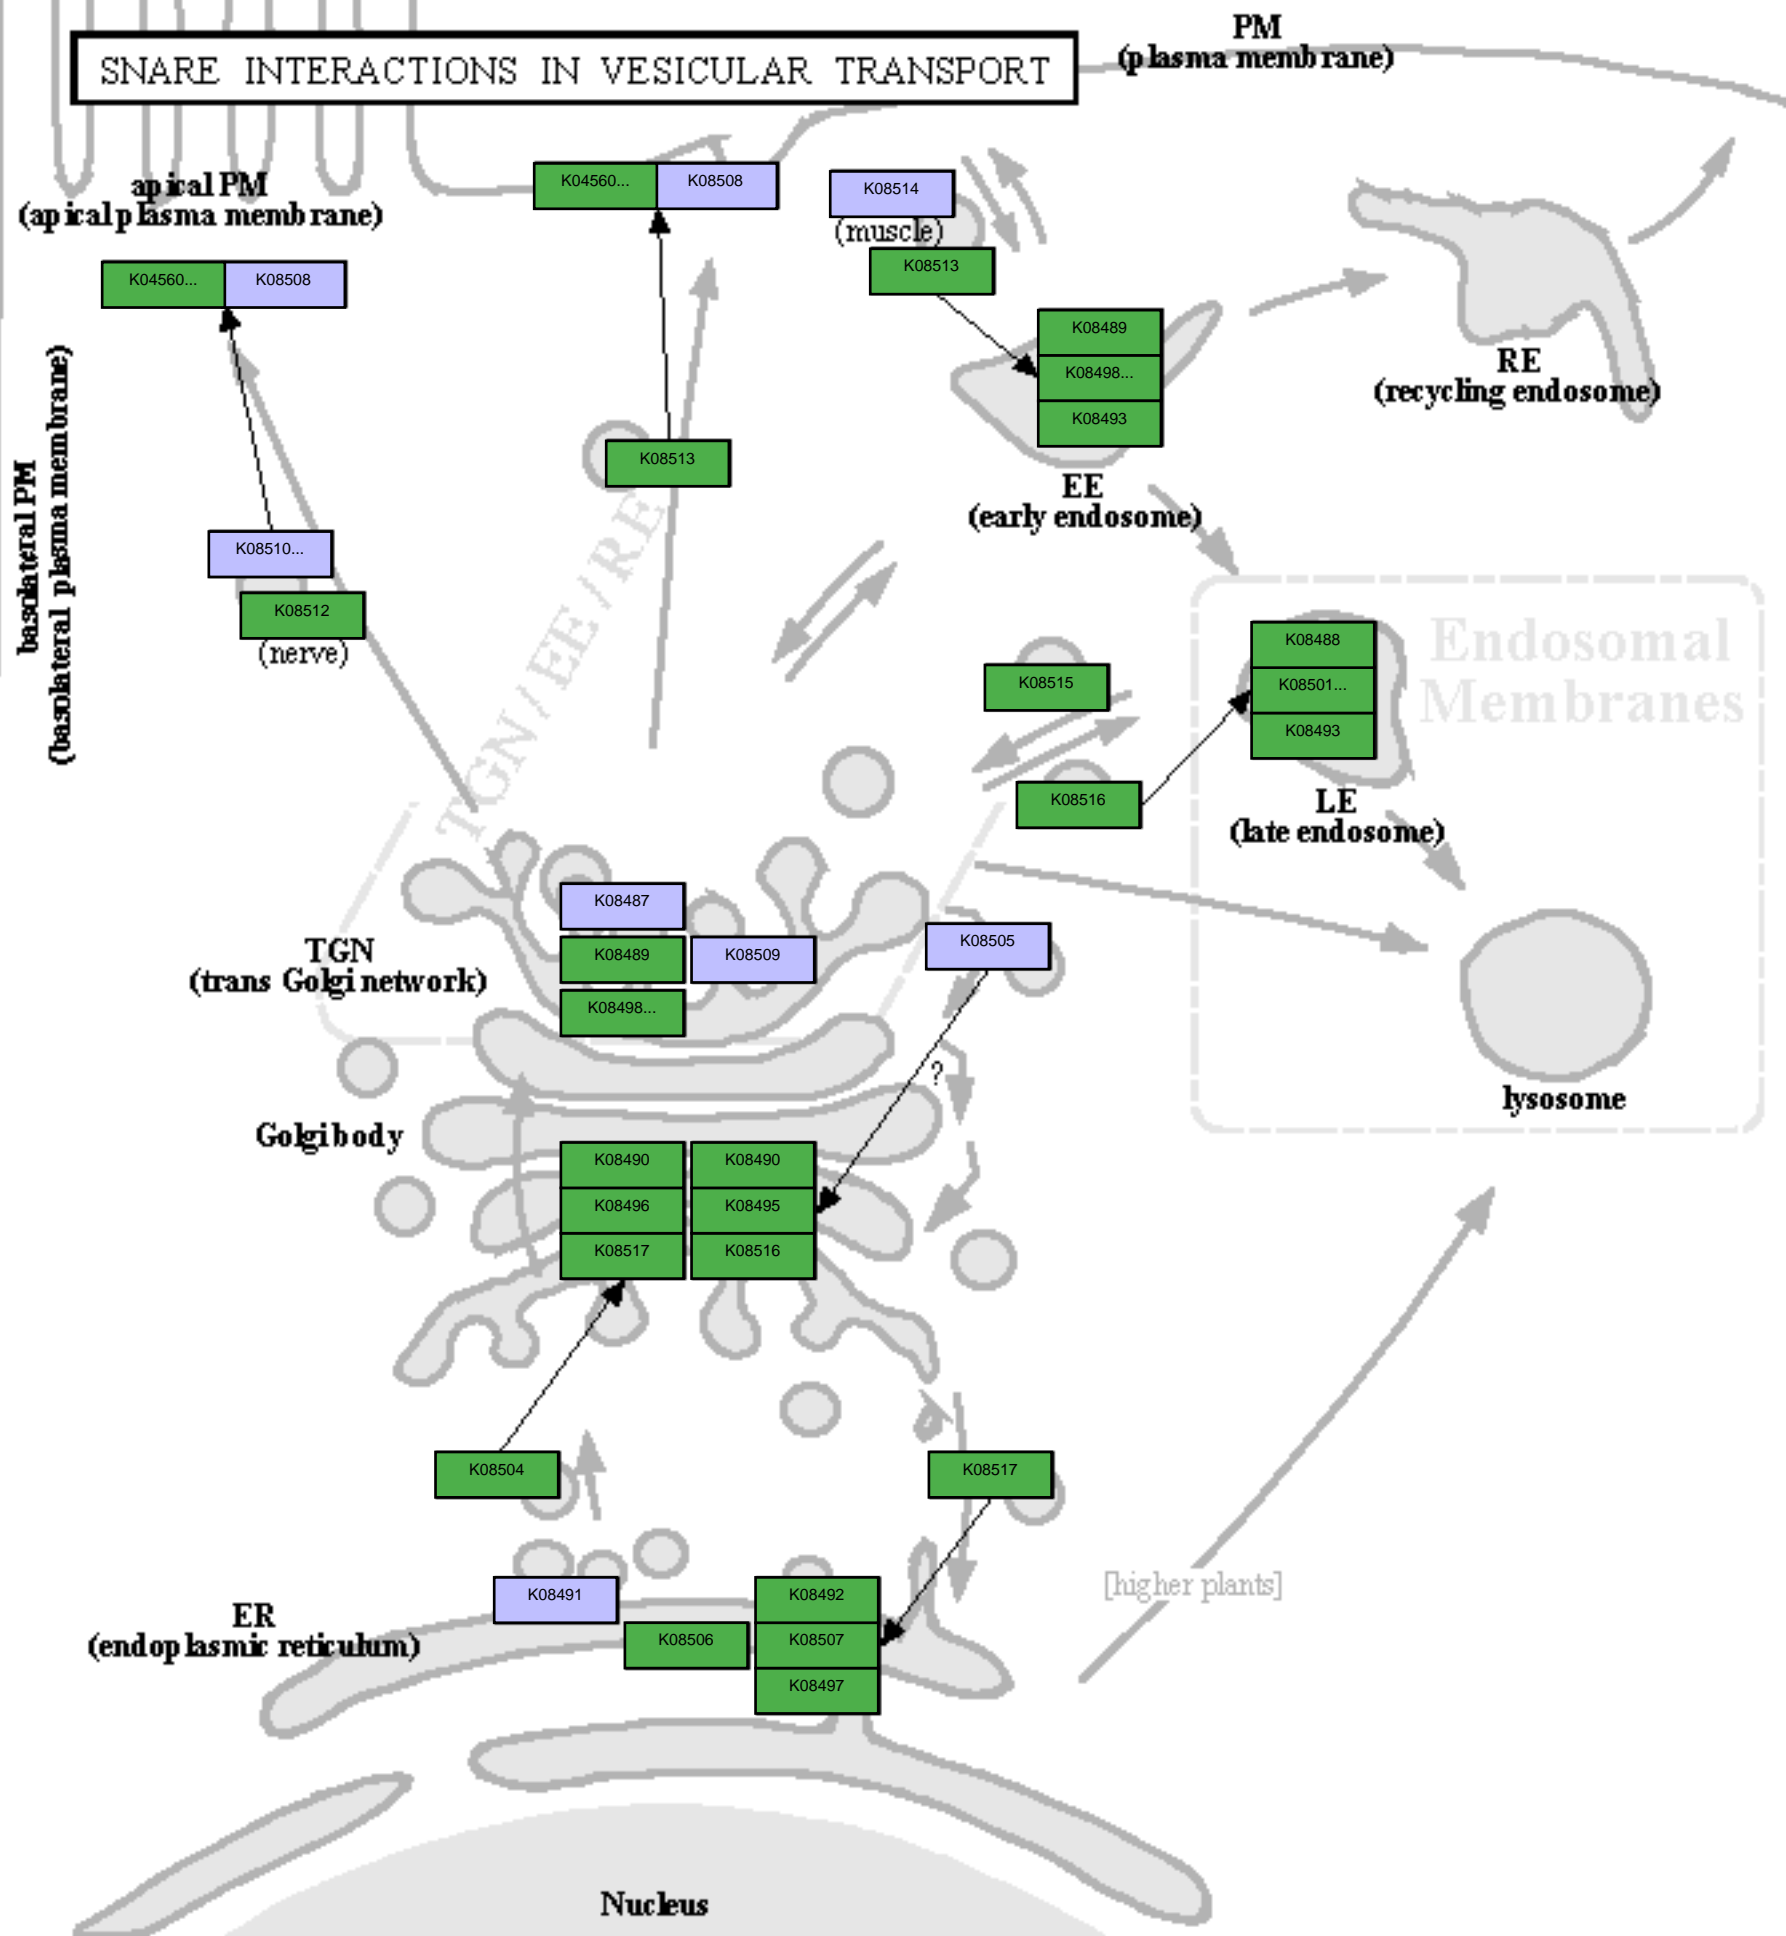 PM
(plasma membrane)
SNARE INTERACTIONS IN VESICULAR TRANSPORT
apical PM
(apical plasma membrane)
K04560...
K08508
K08514
(muscle)
K08513
K04560...
K08508
K08489
K08498...
K08493
RE
(recycling endosome)
basolateral PM
(basolateral plasma membrane)
K08513
EE
(early endosome)
K08510...
K08512
(nerve)
TGN/EE/RE
K08515
K08516
K08488
K08501...
K08493
Endosomal
Membranes
LE
(late endosome)
K08487
K08489
K08509
K08498...
K08505
TGN
(trans Golgi network)
?
lysosome
Golgi body
K08490
K08490
K08496
K08495
K08517
K08516
K08504
K08517
K08491
K08492
K08506
K08507
K08497
[higher plants]
ER
(endoplasmic reticulum)
Nucleus